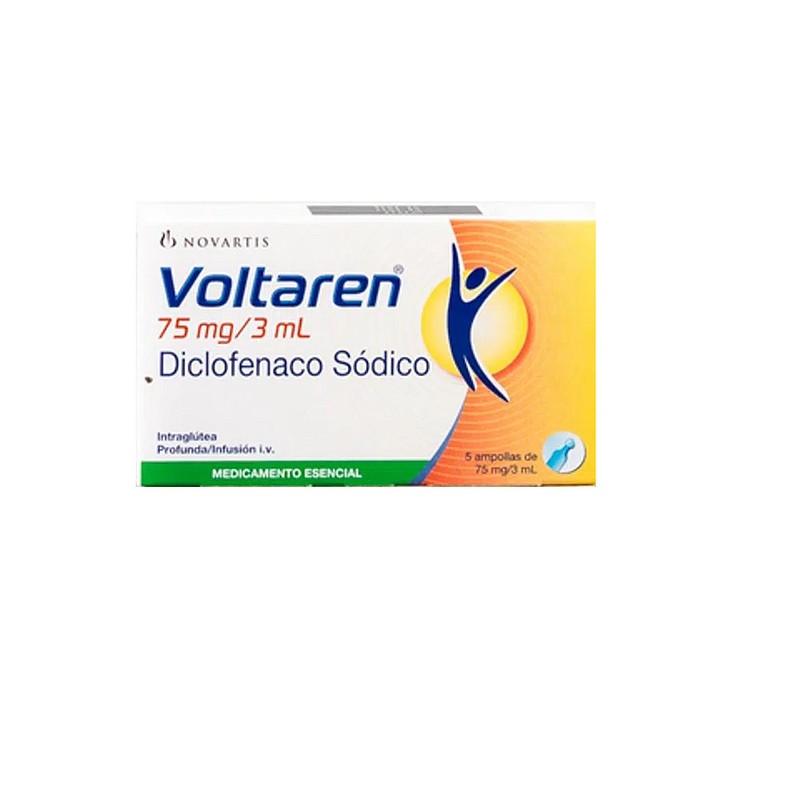 NOVARTIS
Voltaren®
75 mg/3 mL
Diclofenaco Sódico
Intraglútea
Profunda/Infusión i.v.
5 ampollas de
75 mg/3 mL
MEDICAMENTO ESENCIAL